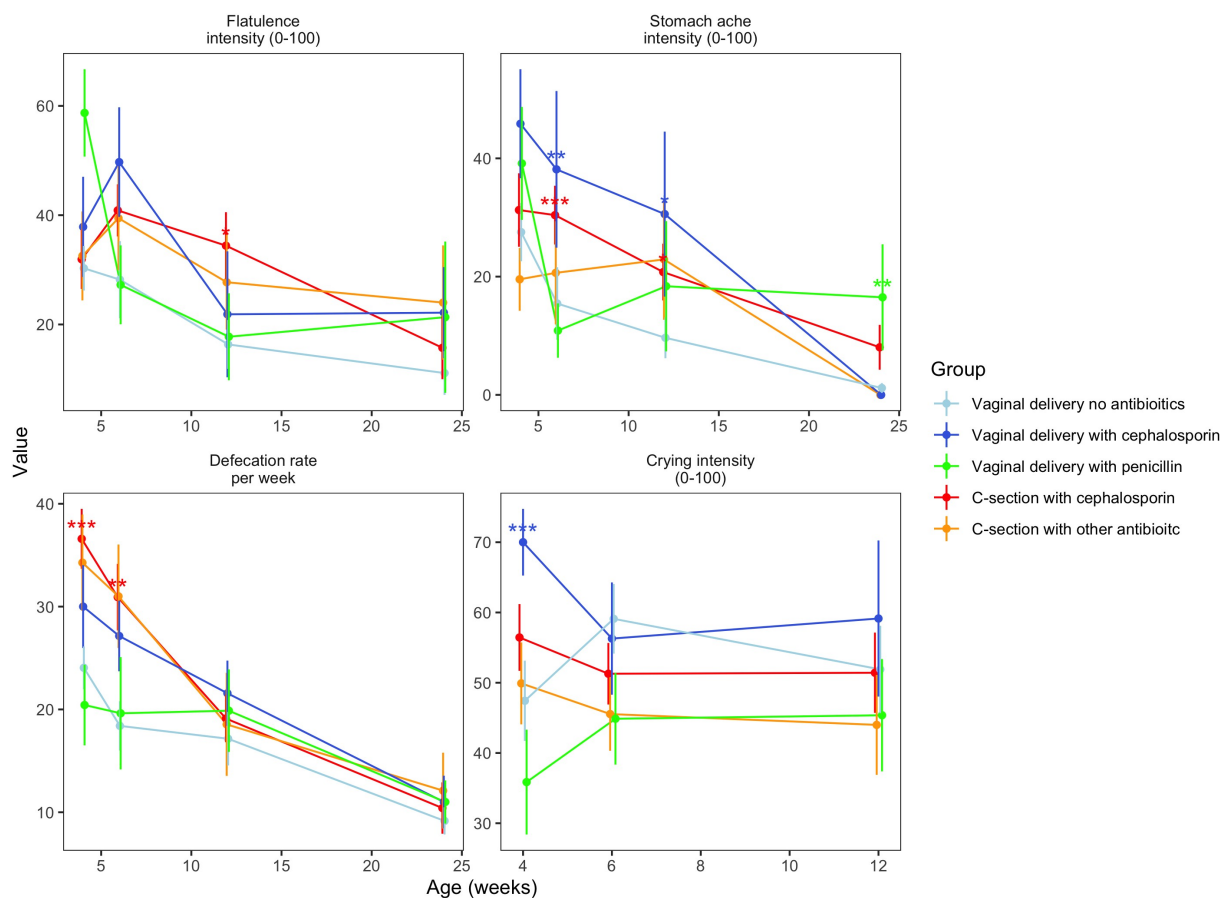 Flatulence
intensity (0-100)
Stomach ache
intensity (0-100)
60
40
20
40
20
0
**
***
*
*
*
**
5 10 15 20 25
5 10 15 20 25
Value
Defecation rate
per week
Crying intensity
(0-100)
40
30
20
10
70
60
50
40
30
***
**
***
5 10 15 20 25
4 6 8 10 12
Age (weeks)
Group
Vaginal delivery no antibioitics
Vaginal delivery with cephalosporin
Vaginal delivery with penicillin
C-section with cephalosporin
C-section with other antibioitc